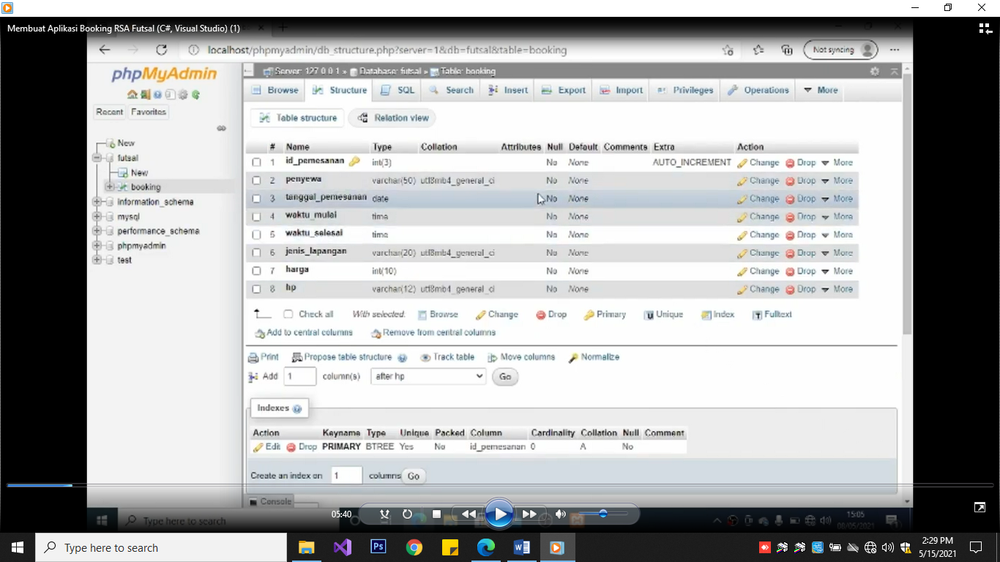 Membuat Aplikasi Booking RSA Futsal (C#, Visual Studio) (1)
localhost/phpmyadmin/db_structure.php?server=1&db=futsal&table=booking
Not syncing
phpMyAdmin
Server: 127.0.0.1 » Database: futsal » Table: booking
Browse Structure SQL Search Insert Export Import Privileges Operations More
Recent Favorites
Table structure Relation view
New
futsal
New
booking
information_schema
mysql
performance_schema
phpmyadmin
test
# Name Type Collation Attributes Null Default Comments Extra Action
1 id_pemesanan int(3) No None AUTO_INCREMENT Change Drop More
2 penyewa varchar(50) utf8mb4_general_ci No None Change Drop More
3 tanggal_pemesanan date No None Change Drop More
4 waktu_mulai time No None Change Drop More
5 waktu_selesai time No None Change Drop More
6 jenis_lapangan varchar(20) utf8mb4_general_ci No None Change Drop More
7 harga int(10) No None Change Drop More
8 hp varchar(12) utf8mb4_general_ci No None Change Drop More
Check all With selected: Browse Change Drop Primary Unique Index Fulltext
Add to central columns Remove from central columns
Print Propose table structure Track table Move columns Normalize
Add 1 column(s) after hp Go
Indexes
Action Keyname Type Unique Packed Column Cardinality Collation Null Comment
Edit Drop PRIMARY BTREE Yes No id_pemesanan 0 A No
Create an index on 1 columns Go
Console
05:40
Type here to search
15:05
08/05/2021
Type here to search
Ps
2:29 PM
5/15/2021